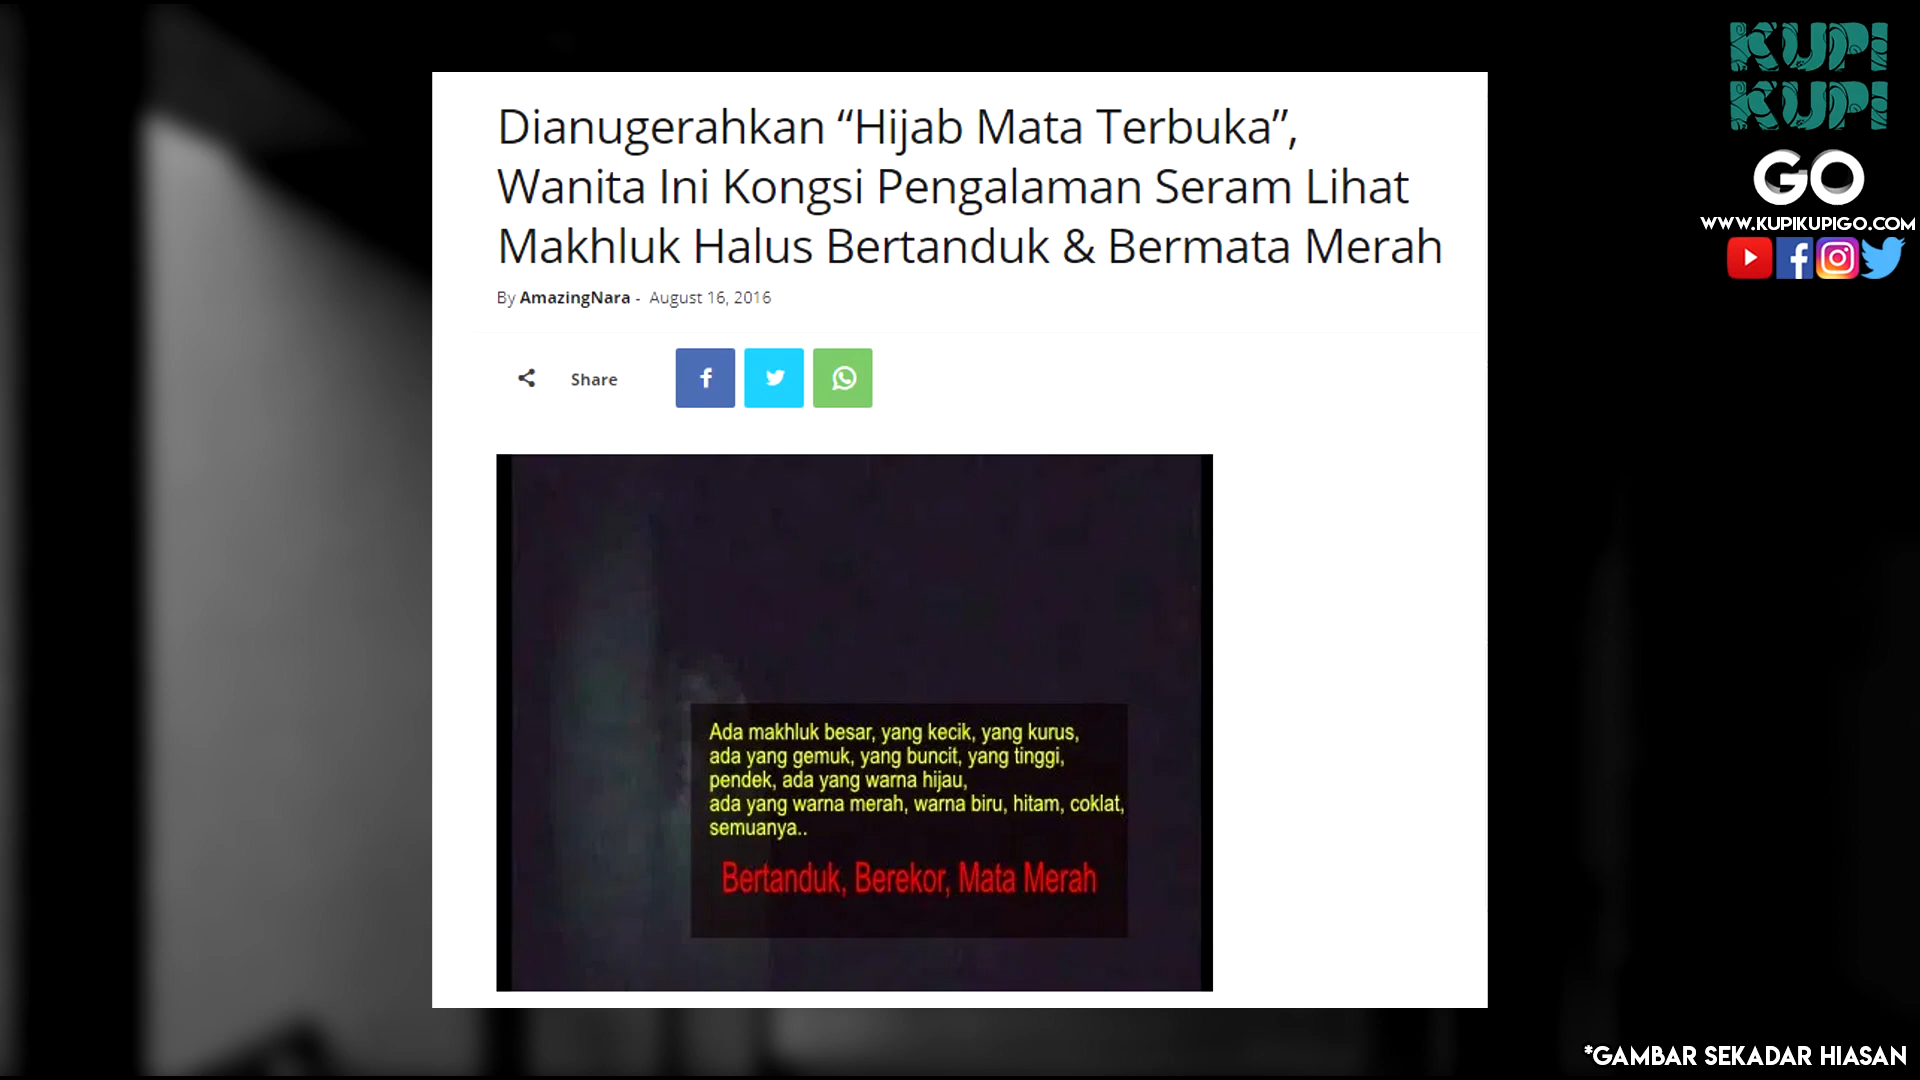 Dianugerahkan “Hijab Mata Terbuka”,
Wanita Ini Kongsi Pengalaman Seram Lihat
Makhluk Halus Bertanduk & Bermata Merah
By AmazingNara - August 16, 2016
Share
Ada makhluk besar, yang kecik, yang kurus,
ada yang gemuk, yang buncit, yang tinggi,
pendek, ada yang warna hijau,
ada yang warna merah, warna biru, hitam, coklat,
semuanya..
Bertanduk, Berekor, Mata Merah
KUPI
KUPI
GO
WWW.KUPIKUPIGO.COM
*GAMBAR SEKADAR HIASAN